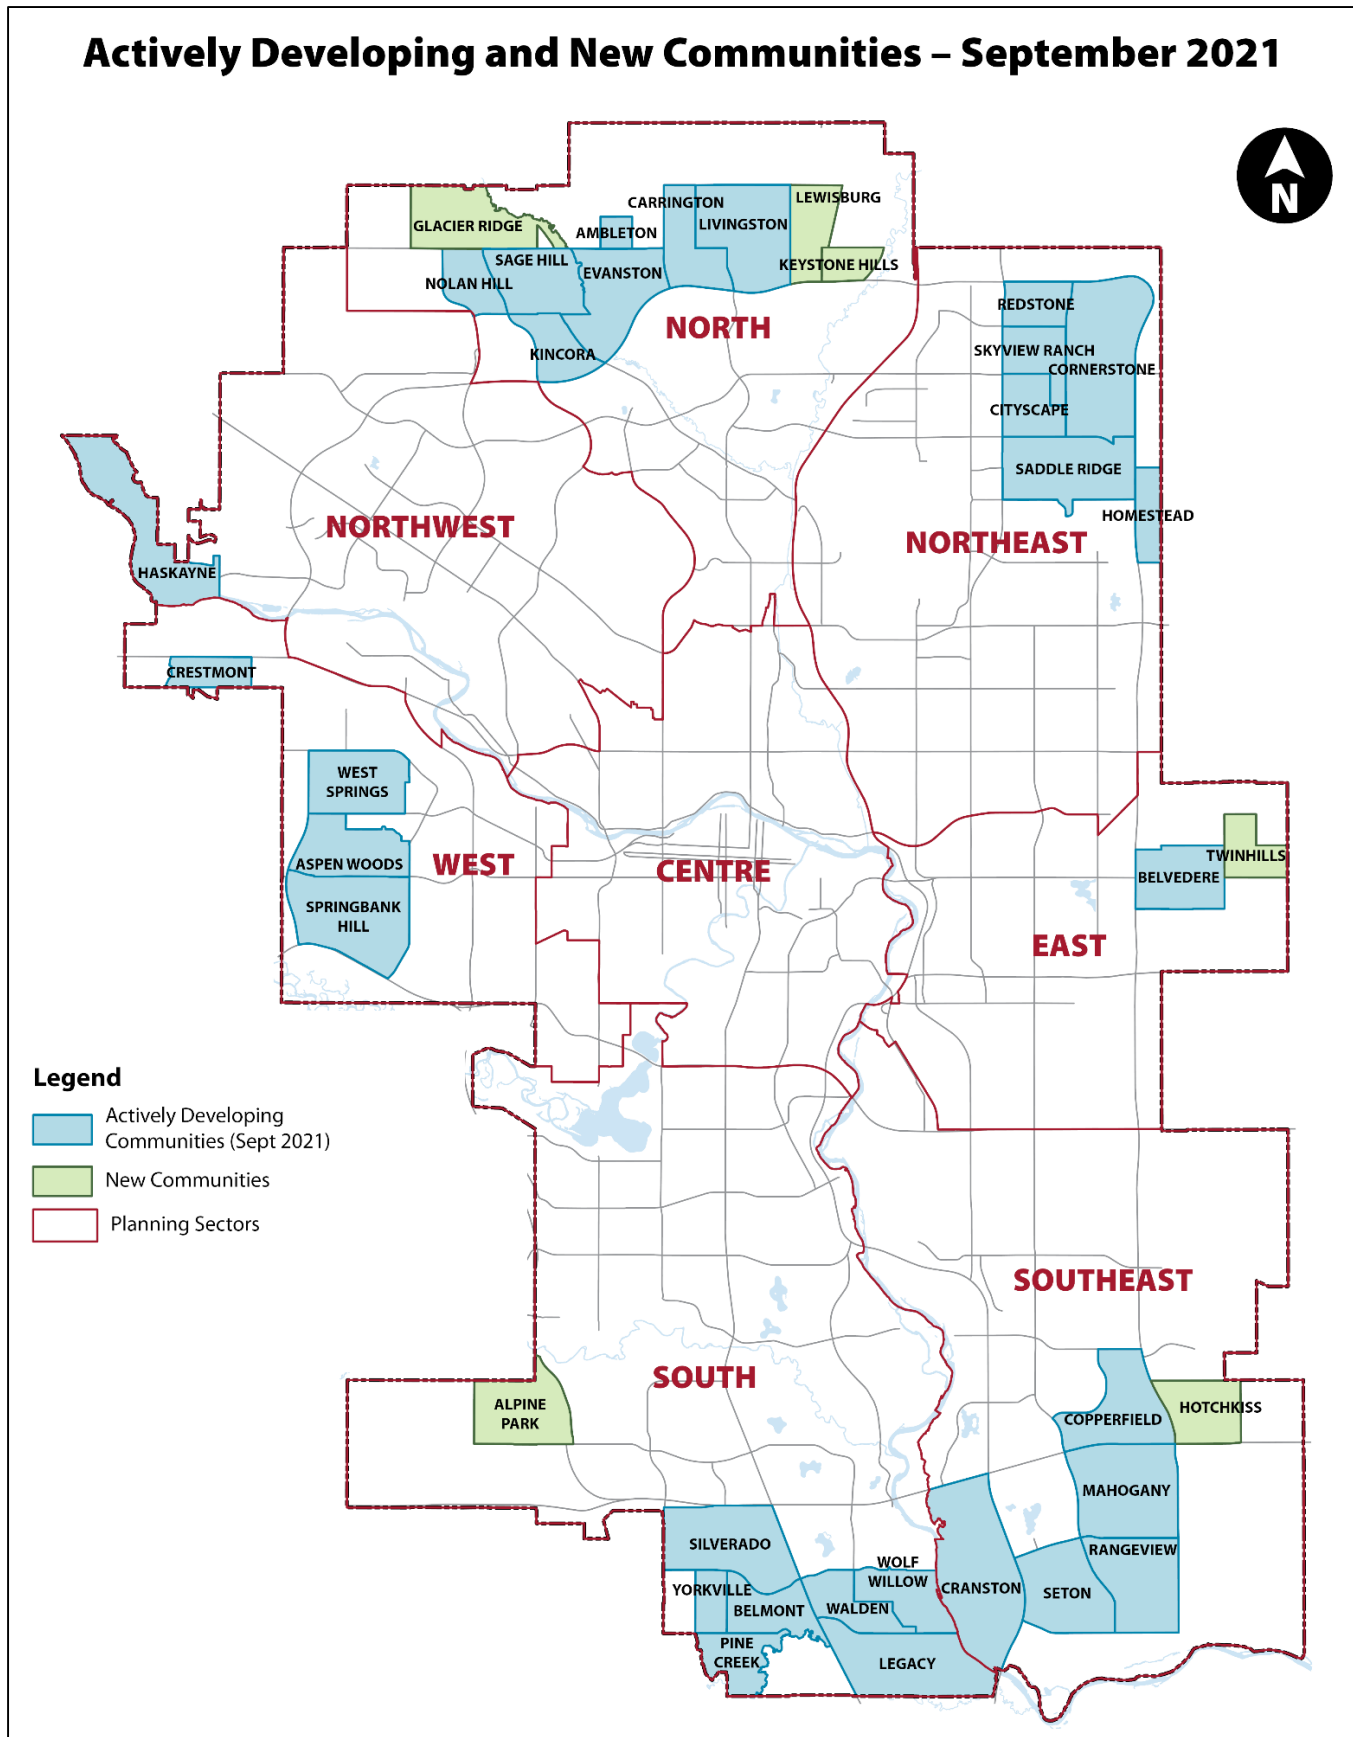 Actively Developing and New Communities – September 2021
N
LEWISBURG
CARRINGTON
GLACIER RIDGE
AMBLETON
LIVINGSTON
SAGE HILL
EVANSTON
KEYSTONE HILLS
NOLAN HILL
REDSTONE
NORTH
KINCORA
SKYVIEW RANCH
CORNERSTONE
CITYSCAPE
SADDLE RIDGE
HOMESTEAD
NORTHWEST
NORTHEAST
HASKAYNE
CRESTMONT
WEST
SPRINGS
ASPEN WOODS
WEST
CENTRE
TWINHILLS
BELVEDERE
SPRINGBANK
HILL
EAST
Legend
Actively Developing
Communities (Sept 2021)
New Communities
Planning Sectors
SOUTHEAST
SOUTH
ALPINE
PARK
COPPERFIELD
HOTCHKISS
MAHOGANY
SILVERADO
RANGEVIEW
WOLF
WILLOW
YORKVILLE
CRANSTON
SETON
BELMONT
WALDEN
PINE
CREEK
LEGACY